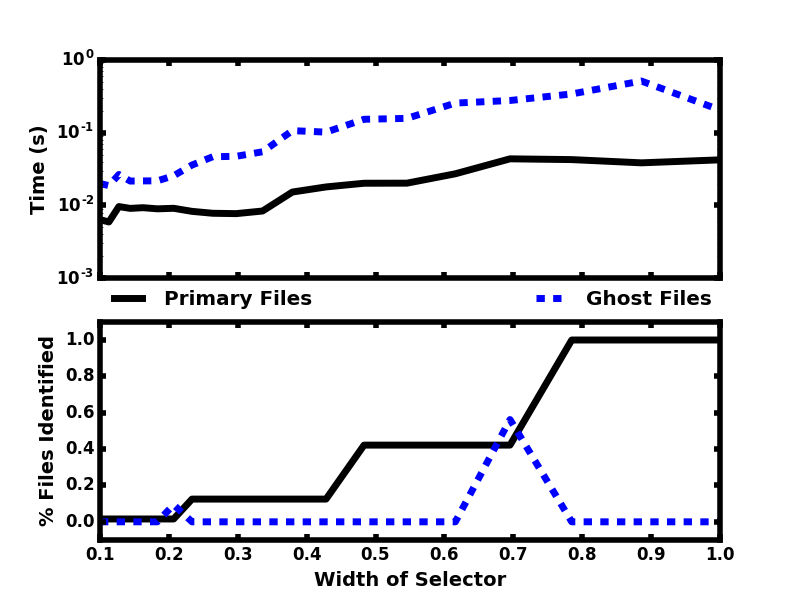 10^0
10^-1
10^-2
10^-3
Time (s)
Primary Files
Ghost Files
1.0
0.8
0.6
0.4
0.2
0.0
% Files Identified
0.1 0.2 0.3 0.4 0.5 0.6 0.7 0.8 0.9 1.0
Width of Selector